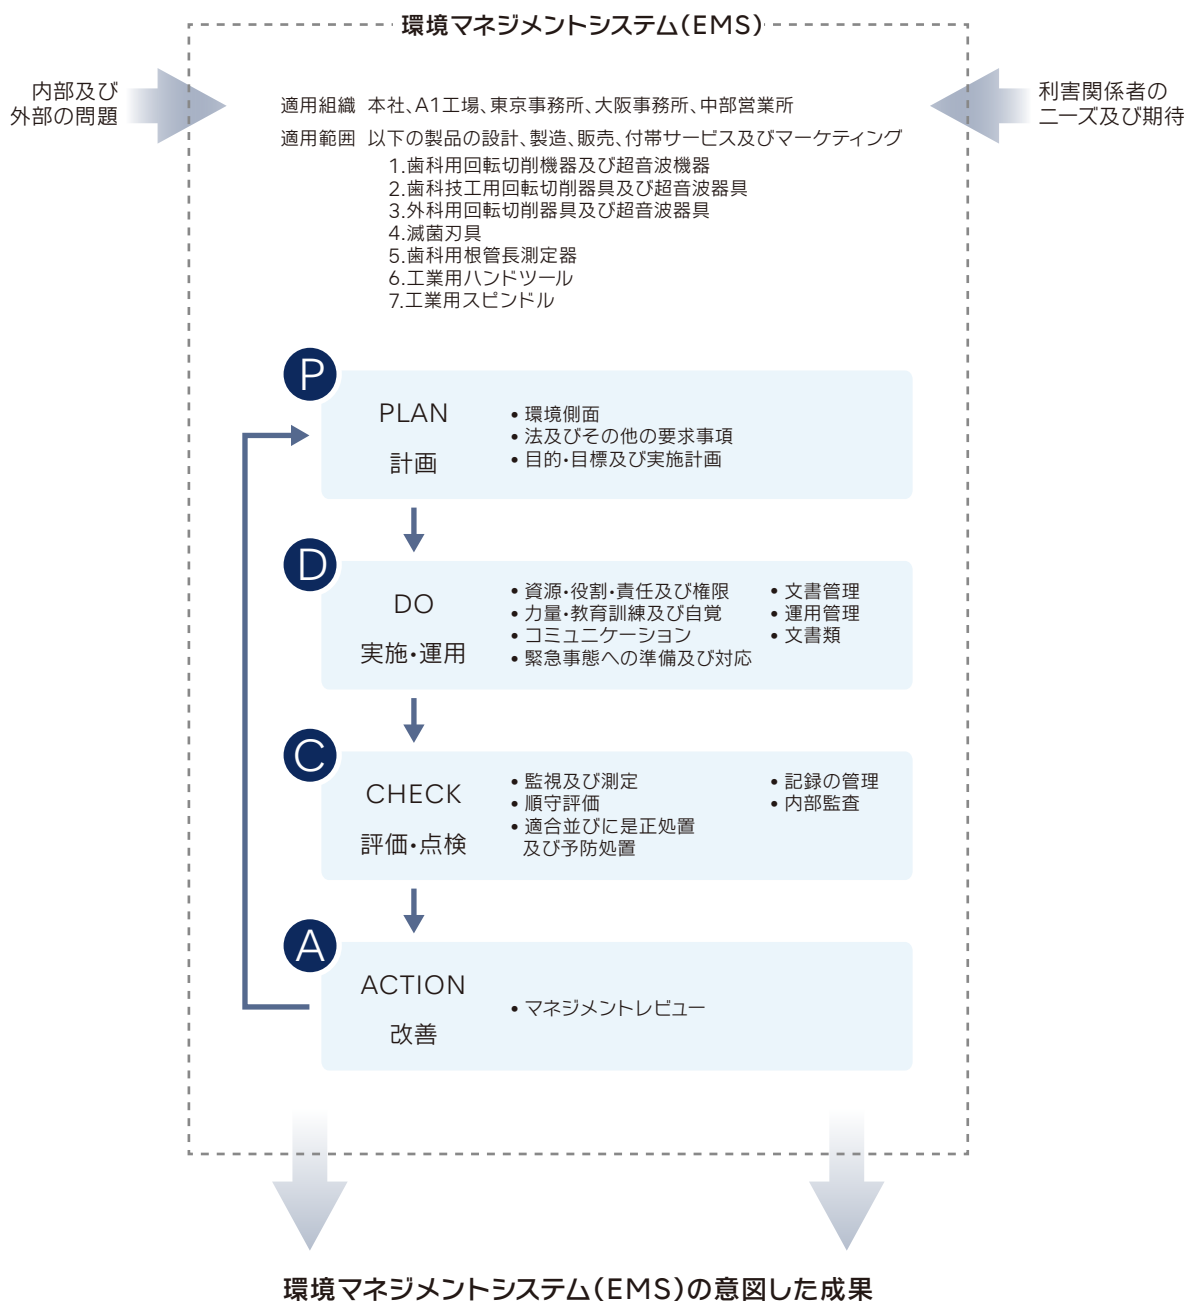 環境マネジメントシステム(EMS)
内部及び
外部の問題
利害関係者の
ニーズ及び期待
適用組織 本社、A1工場、東京事務所、大阪事務所、中部営業所
適用範囲 以下の製品の設計、製造、販売、付帯サービス及びマーケティング
1.歯科用回転切削機器及び超音波機器
2.歯科技工用回転切削器具及び超音波器具
3.外科用回転切削器具及び超音波器具
4.滅菌刃具
5.歯科用根管長測定器
6.工業用ハンドツール
7.工業用スピンドル
P
PLAN
計画
• 環境側面
• 法及びその他の要求事項
• 目的・目標及び実施計画
D
DO
実施・運用
• 資源・役割・責任及び権限
• 力量・教育訓練及び自覚
• コミュニケーション
• 緊急事態への準備及び対応
• 文書管理
• 運用管理
• 文書類
C
CHECK
評価・点検
• 監視及び測定
• 順守評価
• 適合並びに是正処置
及び予防処置
• 記録の管理
• 内部監査
A
ACTION
改善
• マネジメントレビュー
環境マネジメントシステム(EMS)の意図した成果